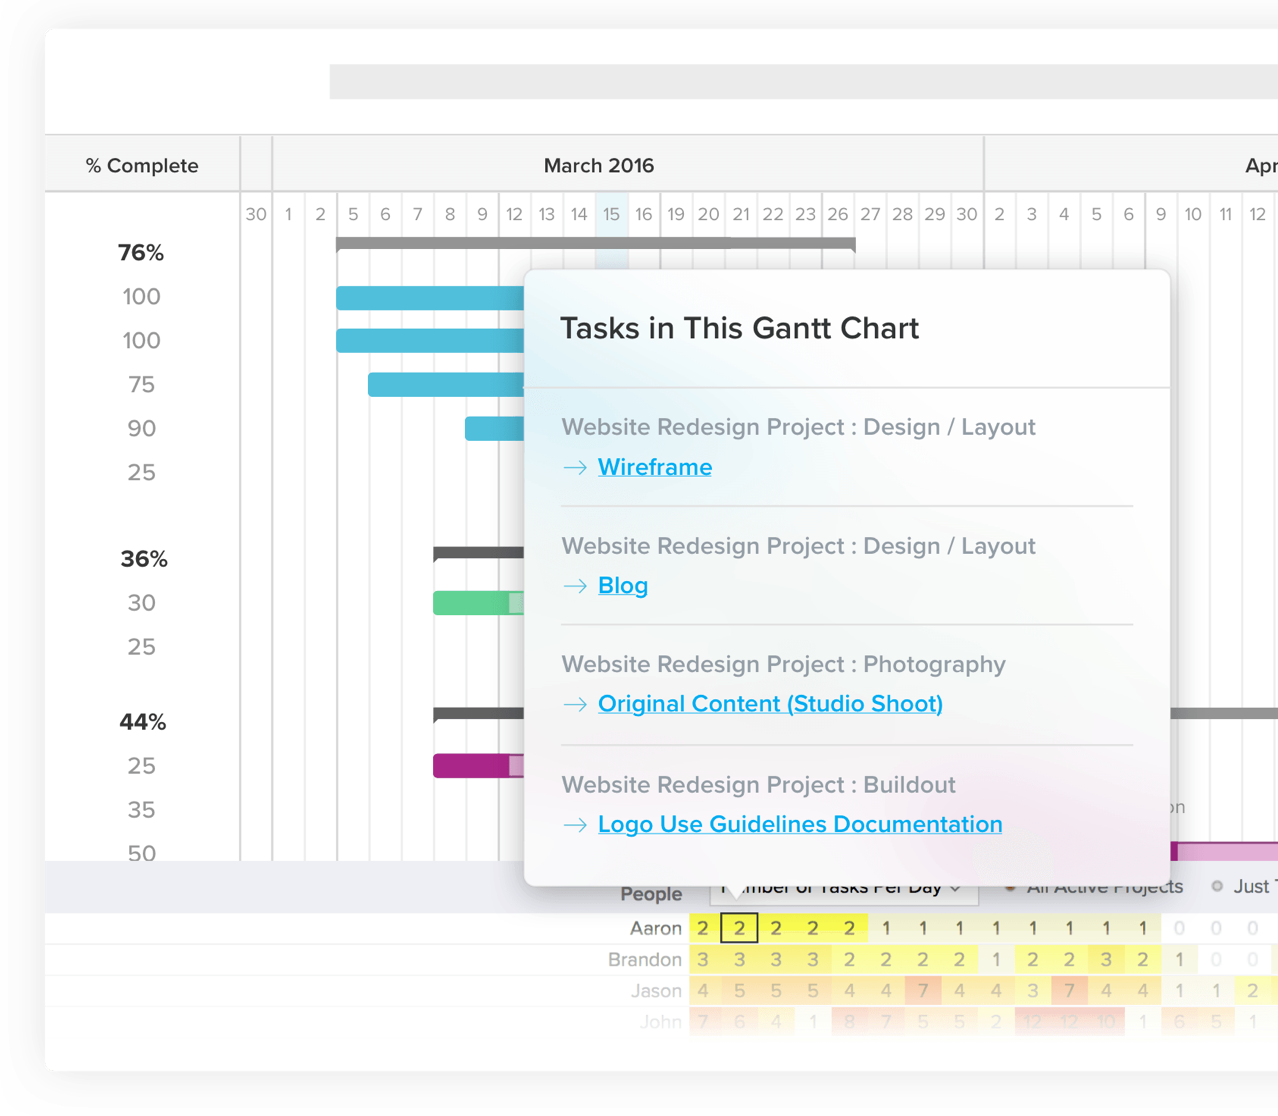 % Complete
March 2016
Apr
30 1 2 5 6 7 8 9 12 13 14 15 16 19 20 21 22 23 26 27 28 29 30 2 3 4 5 6 9 10 11 12
76%
100
100
75
90
25
36%
30
25
44%
25
35
50
Tasks in This Gantt Chart
Website Redesign Project : Design / Layout
→ Wireframe
Website Redesign Project : Design / Layout
→ Blog
Website Redesign Project : Photography
→ Original Content (Studio Shoot)
Website Redesign Project : Buildout
→ Logo Use Guidelines Documentation
on
People Number of Tasks Per Day All Active Projects Just
Aaron 2 2 2 2 2 1 1 1 1 1 1 1 1 0 0 0
Brandon 3 3 3 3 2 2 2 2 1 2 2 3 2 1 0 0
Jason 4 5 5 5 4 4 7 4 4 3 7 4 4 1 1 2
John 7 6 4 1 8 7 5 5 2 12 12 10 1 6 5 1